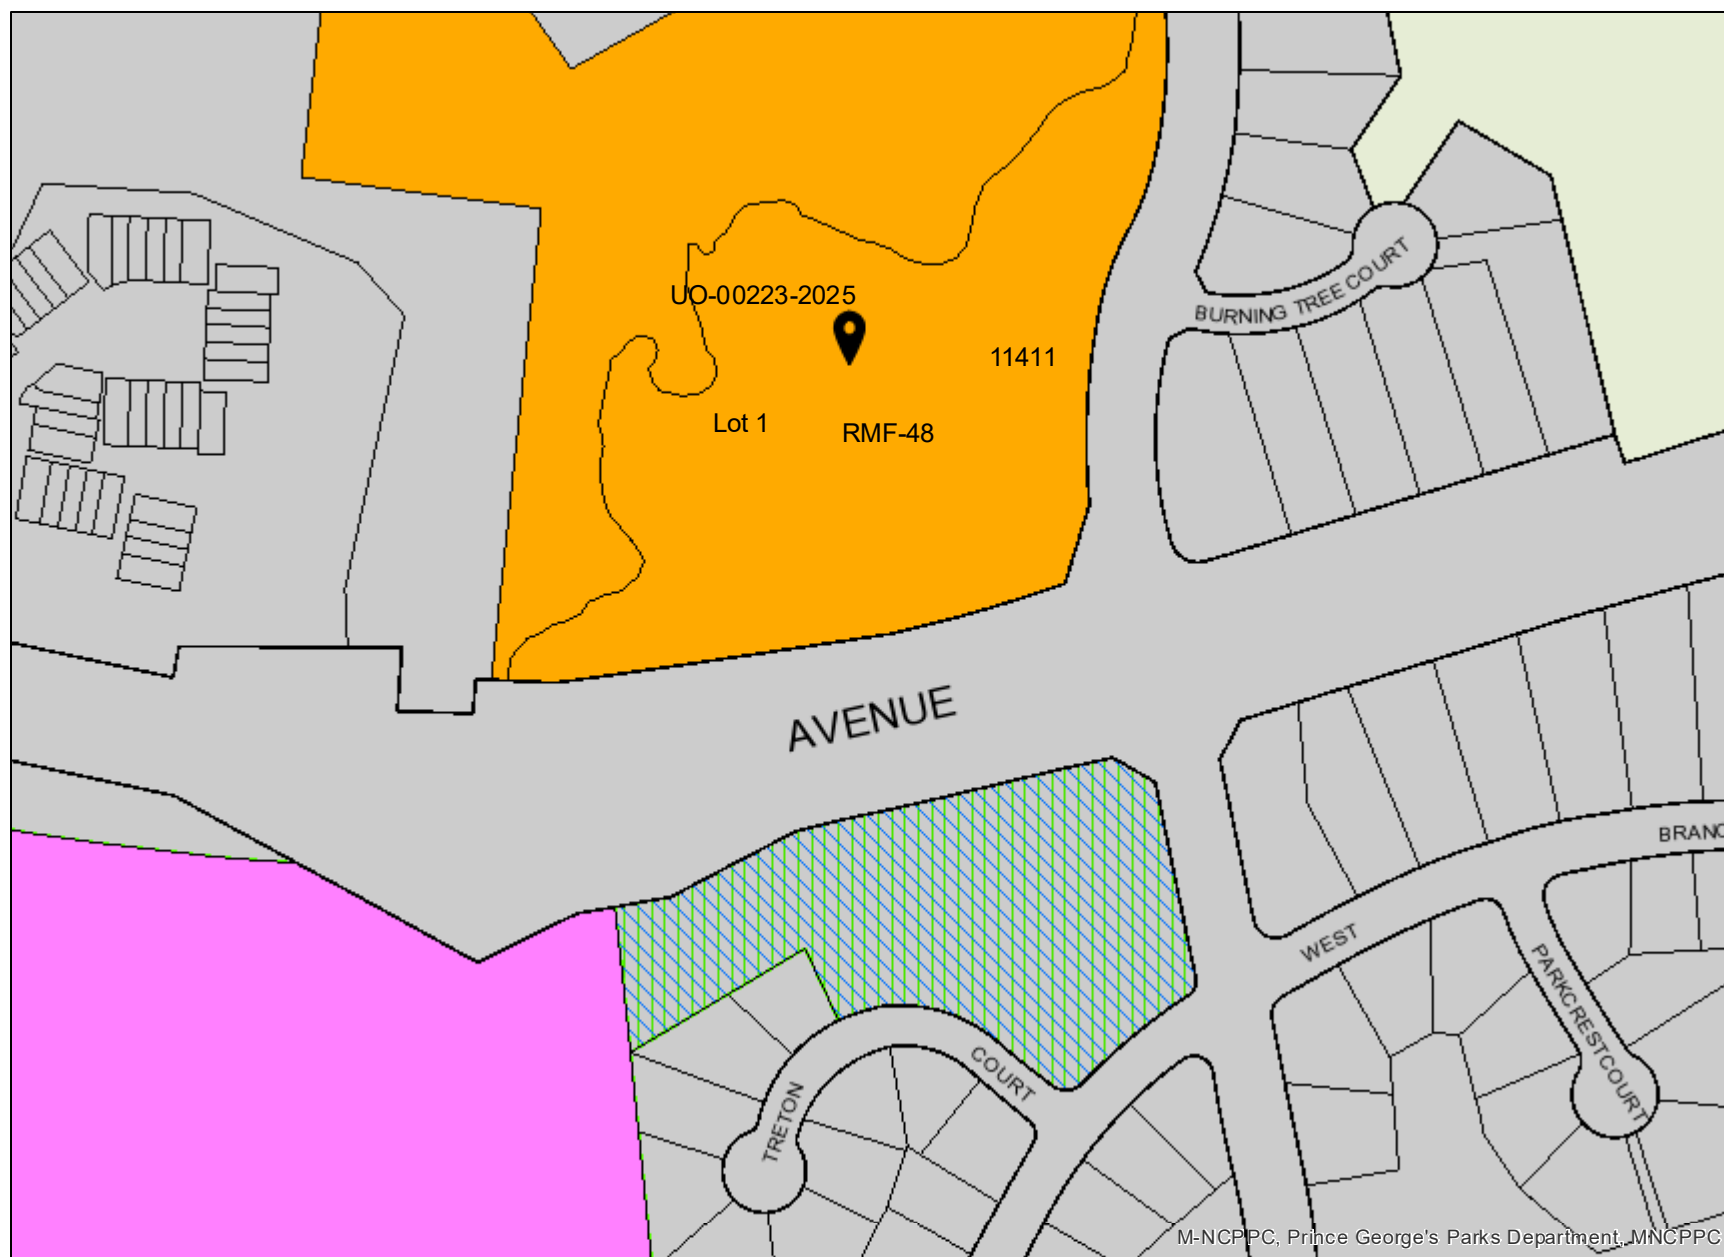 BURNING TREE COURT
UO-00223-2025
11411
Lot 1
RMF-48
AVENUE
BRANC
WEST
PARKCREST COURT
COURT
TRETON
M-NCPPC, Prince George's Parks Department, MNCPPC